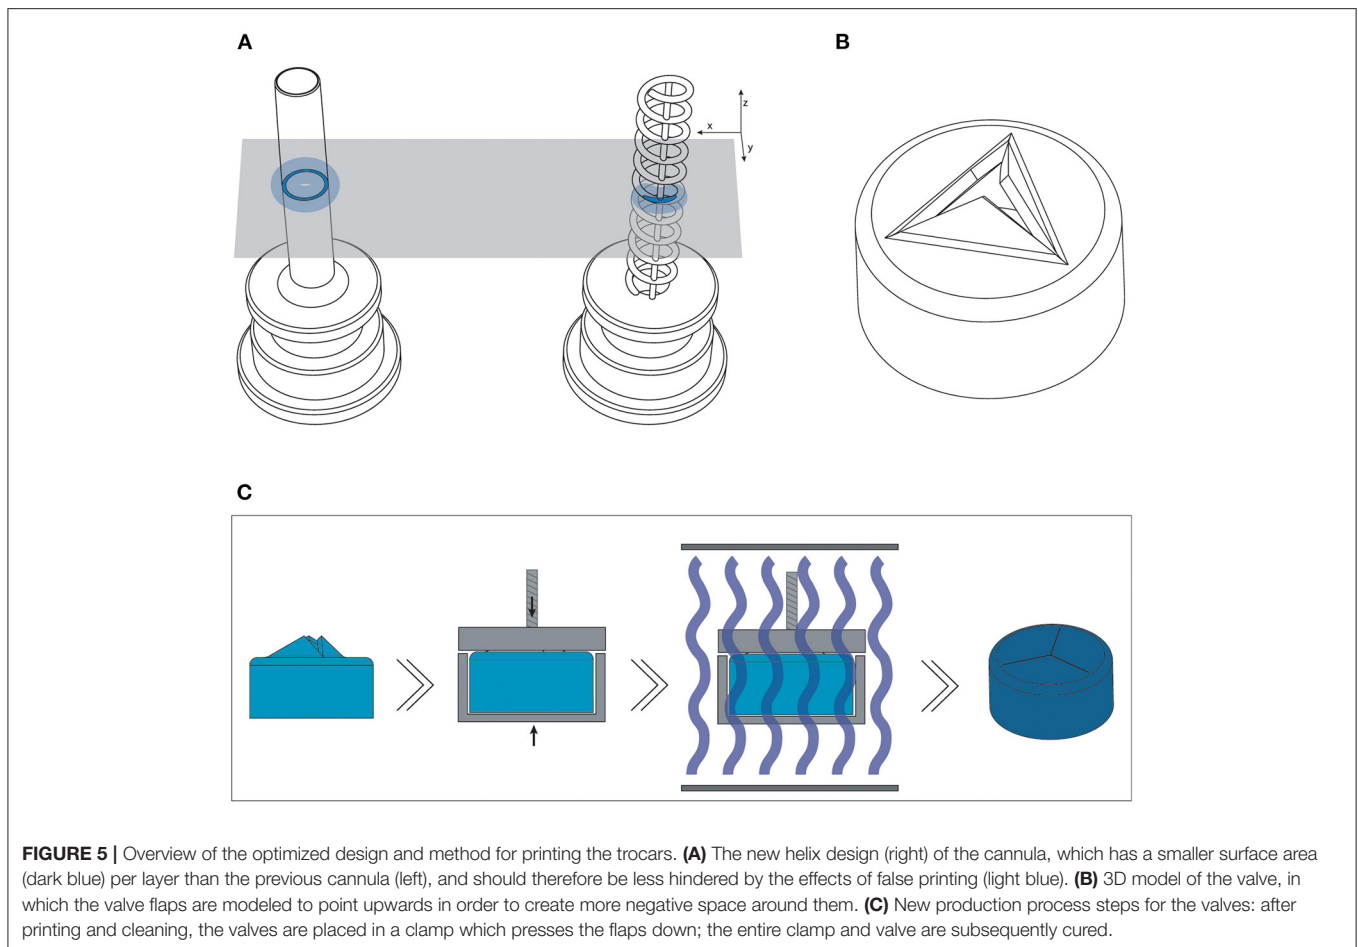 A
B
z
x
y
C
FIGURE 5 | Overview of the optimized design and method for printing the trocars. (A) The new helix design (right) of the cannula, which has a smaller surface area
(dark blue) per layer than the previous cannula (left), and should therefore be less hindered by the effects of false printing (light blue). (B) 3D model of the valve, in
which the valve flaps are modeled to point upwards in order to create more negative space around them. (C) New production process steps for the valves: after
printing and cleaning, the valves are placed in a clamp which presses the flaps down; the entire clamp and valve are subsequently cured.